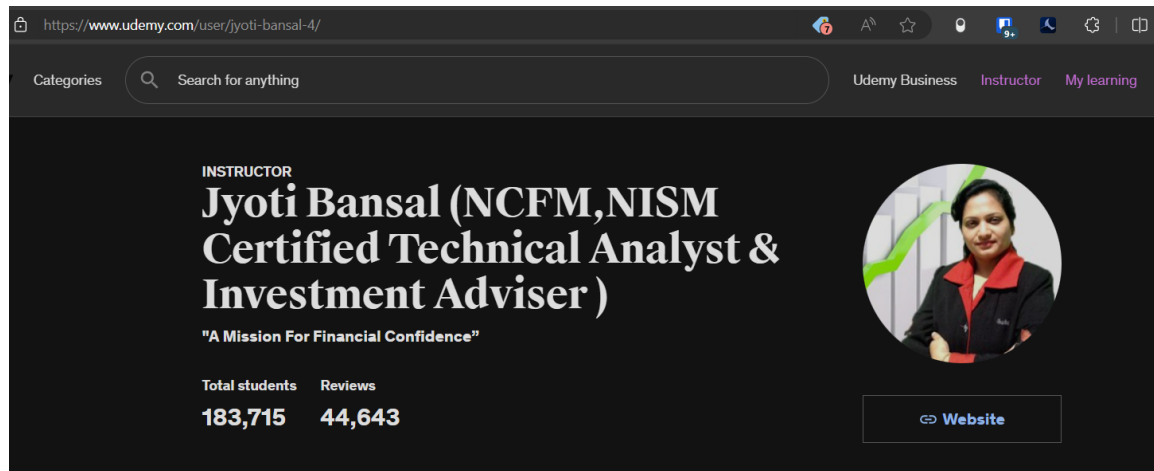 https://www.udemy.com/user/jyoti-bansal-4/
7
A
9+
Categories
Search for anything
Udemy Business
Instructor
My learning
INSTRUCTOR
Jyoti Bansal (NCFM,NISM
Certified Technical Analyst &
Investment Adviser )
"A Mission For Financial Confidence”
Total students
Reviews
183,715
44,643
Website